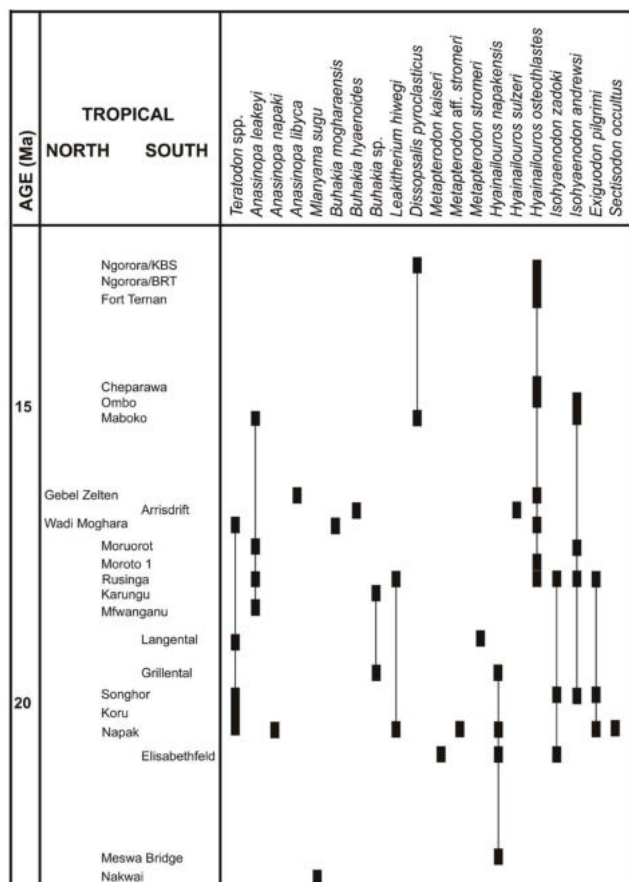 AGE (Ma)
TROPICAL
NORTH SOUTH
Teratodon spp.
Anasinopa leakeyi
Anasinopa napaki
Anasinopa libyca
Mlanyama sugu
Buhakia mogharaensis
Buhakia hyaenoides
Buhakia sp.
Leakitherium hiwegi
Dissopsalis pyroclasticus
Metapterodon kaiseri
Metapterodon aff. stromeri
Metapterodon stromeri
Hyainailouros napakensis
Hyainailouros sulzeri
Hyainailouros osteothlastes
Isohyaenodon zadoki
Isohyaenodon andrewsi
Exiguodon pilgrimi
Sectisodon occultus
Ngorora/KBS
Ngorora/BRT
Fort Ternan
Cheparawa
15
Ombo
Maboko
Gebel Zelten
Arrisdrift
Wadi Moghara
Moruorot
Moroto 1
Rusinga
Karungu
Mfwanganu
Langental
Grillental
Songhor
20
Koru
Napak
Elisabethfeld
Meswa Bridge
Nakwai